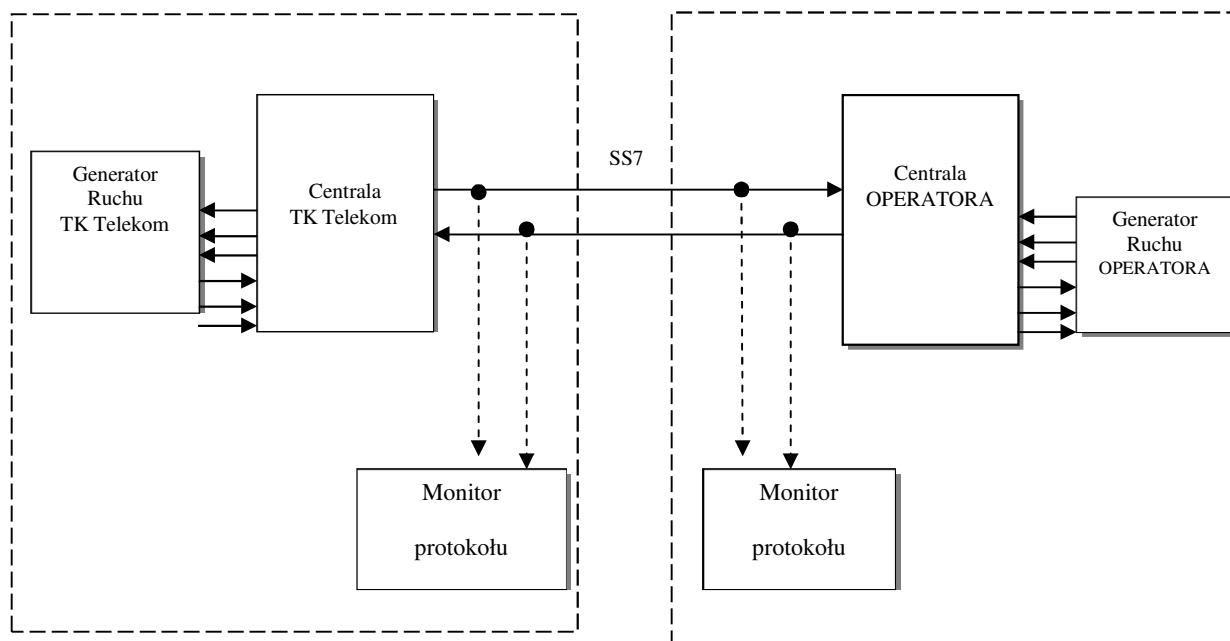 Generator
Ruchu
TK Telekom
Centrala
TK Telekom
SS7
Centrala
OPERATORA
Generator
Ruchu
OPERATORA
Monitor
protokołu
Monitor
protokołu